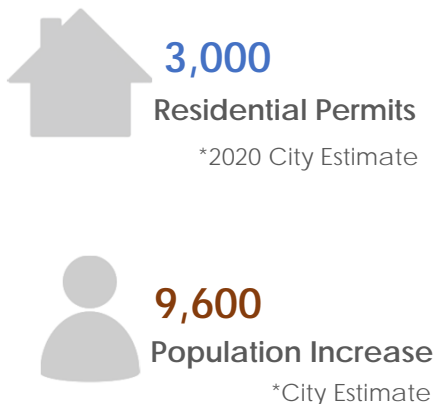 3,000
Residential Permits
*2020 City Estimate
9,600
Population Increase
*City Estimate